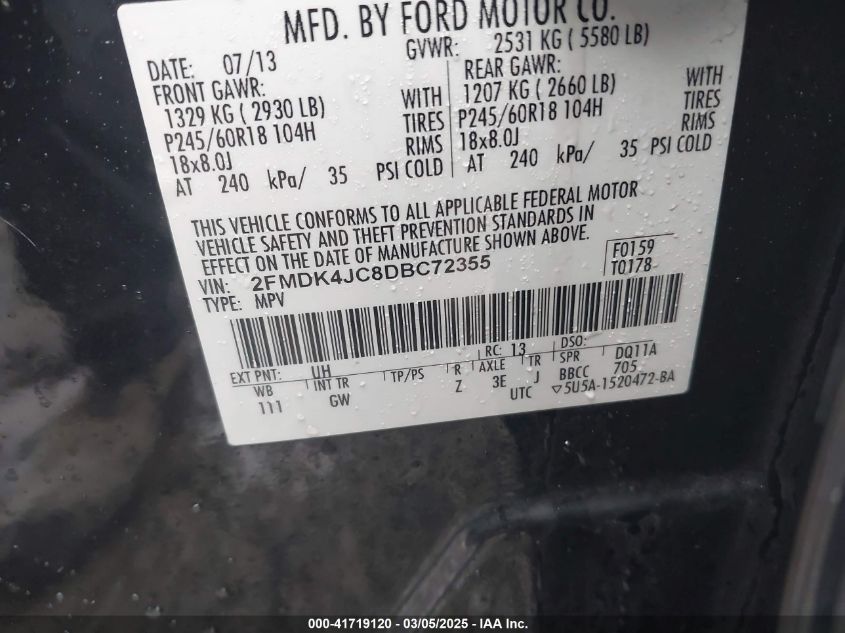 MFD. BY FORD MOTOR CO.
DATE: 07/13 GVWR: 2531 KG ( 5580 LB)
FRONT GAWR: REAR GAWR:
1329 KG ( 2930 LB) WITH 1207 KG ( 2660 LB) WITH
P245/60R18 104H TIRES P245/60R18 104H TIRES
18x8.0J RIMS 18x8.0J RIMS
AT 240 kPa/ 35 PSI COLD AT 240 kPa/ 35 PSI COLD
THIS VEHICLE CONFORMS TO ALL APPLICABLE FEDERAL MOTOR
VEHICLE SAFETY AND THEFT PREVENTION STANDARDS IN
EFFECT ON THE DATE OF MANUFACTURE SHOWN ABOVE.
VIN: 2FMDK4JC8DBC72355 F0159
TYPE: MPV T0178
EXT PNT: UH RC: 13 DSO:
WB INT TR TP/PS R AXLE TR SPR DQ11A
111 GW Z 3E J BBCC 705
UTC ▽5U5A-1520472-BA
000-41719120 / 03/05/2025 - IAA Inc.